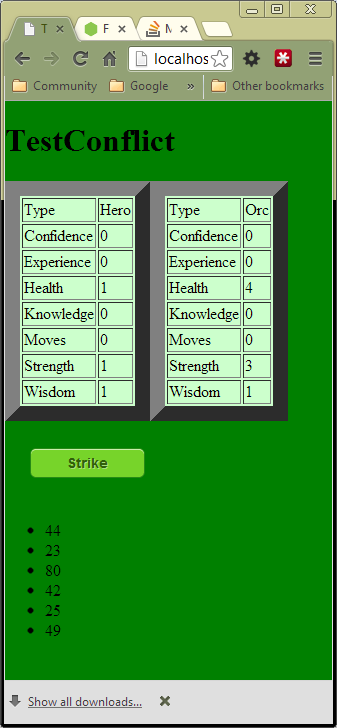 T
F
M
localhos
Community Google » Other bookmarks
TestConflict
Type Hero
Confidence 0
Experience 0
Health 1
Knowledge 0
Moves 0
Strength 1
Wisdom 1
Type Orc
Confidence 0
Experience 0
Health 4
Knowledge 0
Moves 0
Strength 3
Wisdom 1
Strike
44
23
80
42
25
49
Show all downloads...